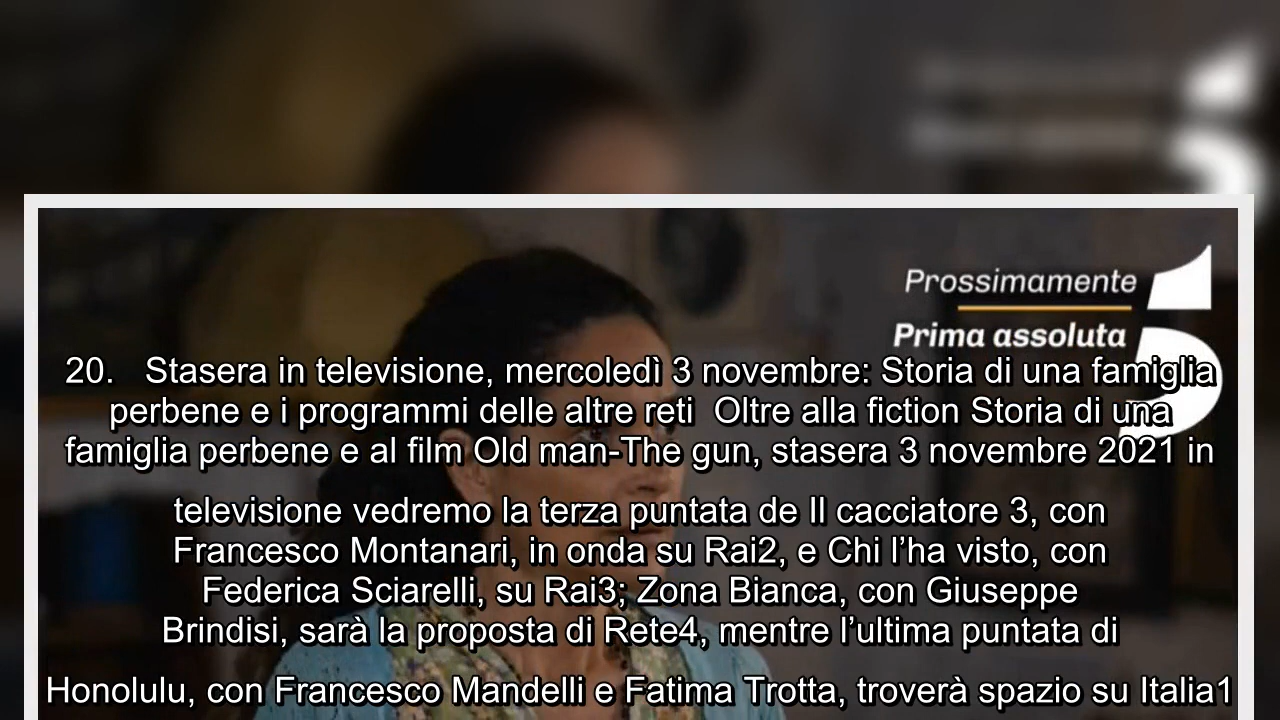 Prossimamente
Prima assoluta
5
20.   Stasera in televisione, mercoledì 3 novembre: Storia di una famiglia
perbene e i programmi delle altre reti  Oltre alla fiction Storia di una
famiglia perbene e al film Old man-The gun, stasera 3 novembre 2021 in
televisione vedremo la terza puntata de Il cacciatore 3, con
Francesco Montanari, in onda su Rai2, e Chi l’ha visto, con
Federica Sciarelli, su Rai3; Zona Bianca, con Giuseppe
Brindisi, sarà la proposta di Rete4, mentre l’ultima puntata di
Honolulu, con Francesco Mandelli e Fatima Trotta, troverà spazio su Italia1